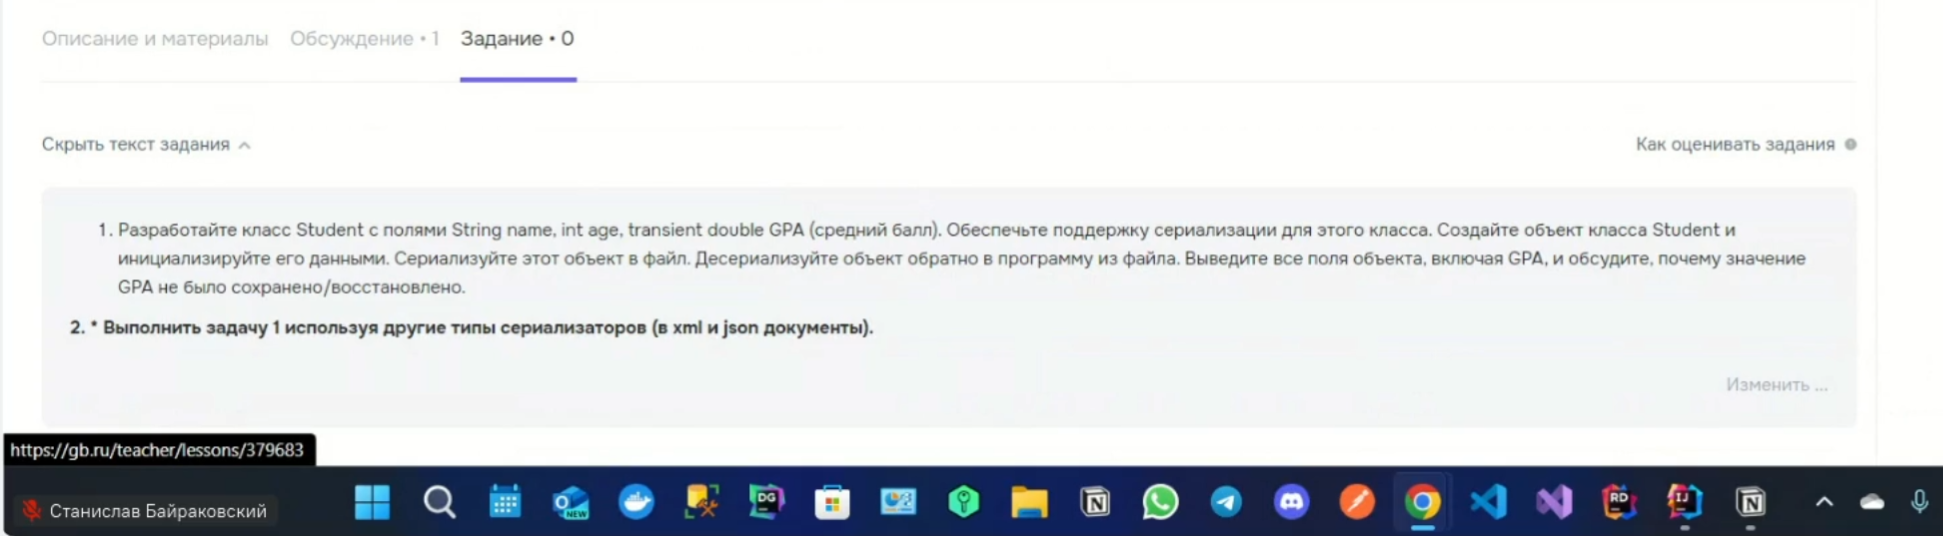 Описание и материалы Обсуждение • 1 Задание • 0
Скрыть текст задания Как оценивать задания
1. Разработайте класс Student с полями String name, int age, transient double GPA (средний балл). Обеспечьте поддержку сериализации для этого класса. Создайте объект класса Student и
инициализируйте его данными. Сериализуйте этот объект в файл. Десериализуйте объект обратно в программу из файла. Выведите все поля объекта, включая GPA, и обсудите, почему значение
GPA не было сохранено/восстановлено.
2. * Выполнить задачу 1 используя другие типы сериализаторов (в xml и json документы).
Изменить ...
https://gb.ru/teacher/lessons/379683
Станислав Байраковский
NEW
DG
RD
IJ